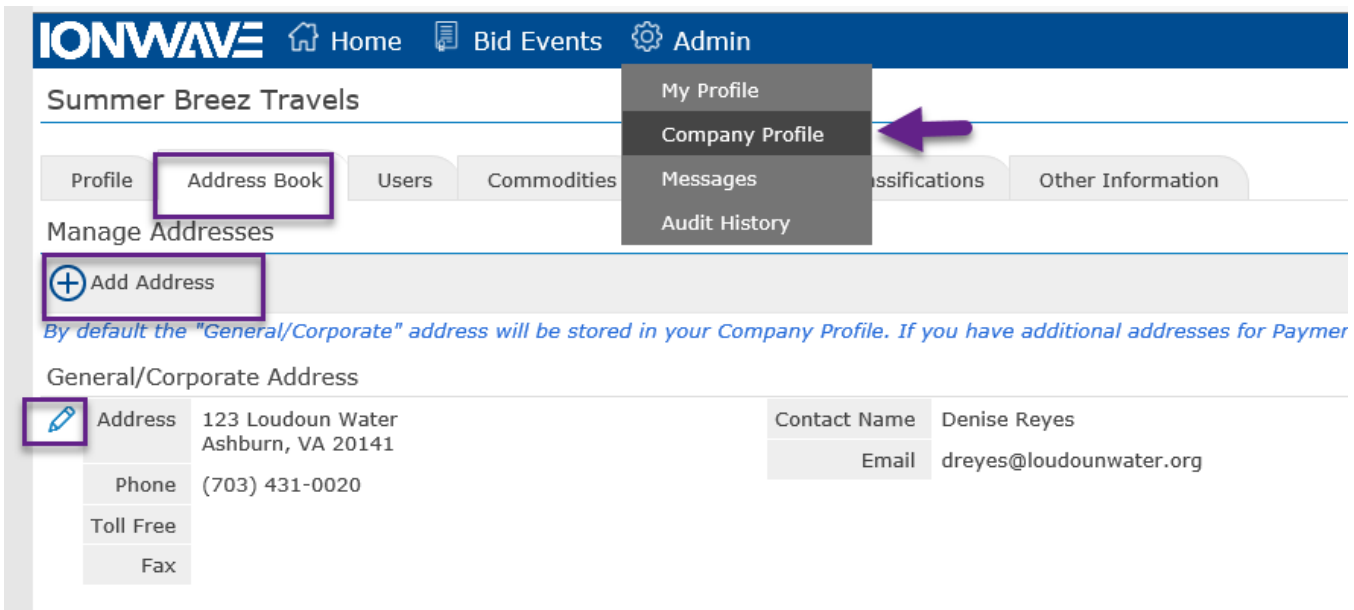 IONWAVE Home Bid Events Admin
Summer Breez Travels
My Profile
Company Profile
Messages
Audit History
Profile Address Book Users Commodities Other Information
Manage Addresses
Add Address
By default the "General/Corporate" address will be stored in your Company Profile. If you have additional addresses for
General/Corporate Address
Address 123 Loudoun Water
Ashburn, VA 20141
Phone (703) 431-0020
Toll Free
Fax
Contact Name Denise Reyes
Email dreyes@loudounwater.org